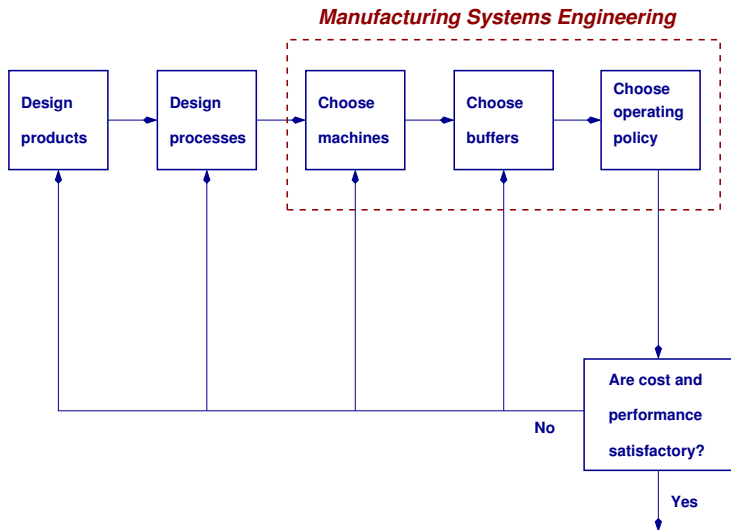 Manufacturing Systems Engineering
Design
products
Design
processes
Choose
machines
Choose
buffers
Choose
operating
policy
Are cost and
performance
satisfactory?
No
Yes